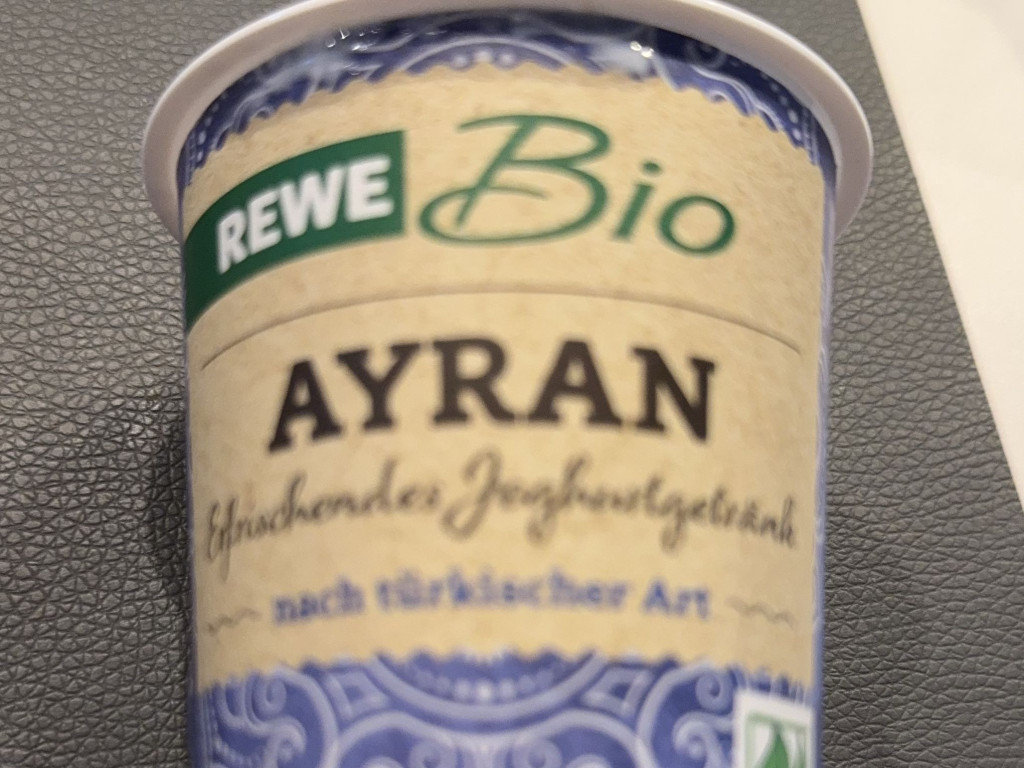 REWE Bio
AYRAN
Erfrischendes Joghurtgetränk
nach türkischer Art